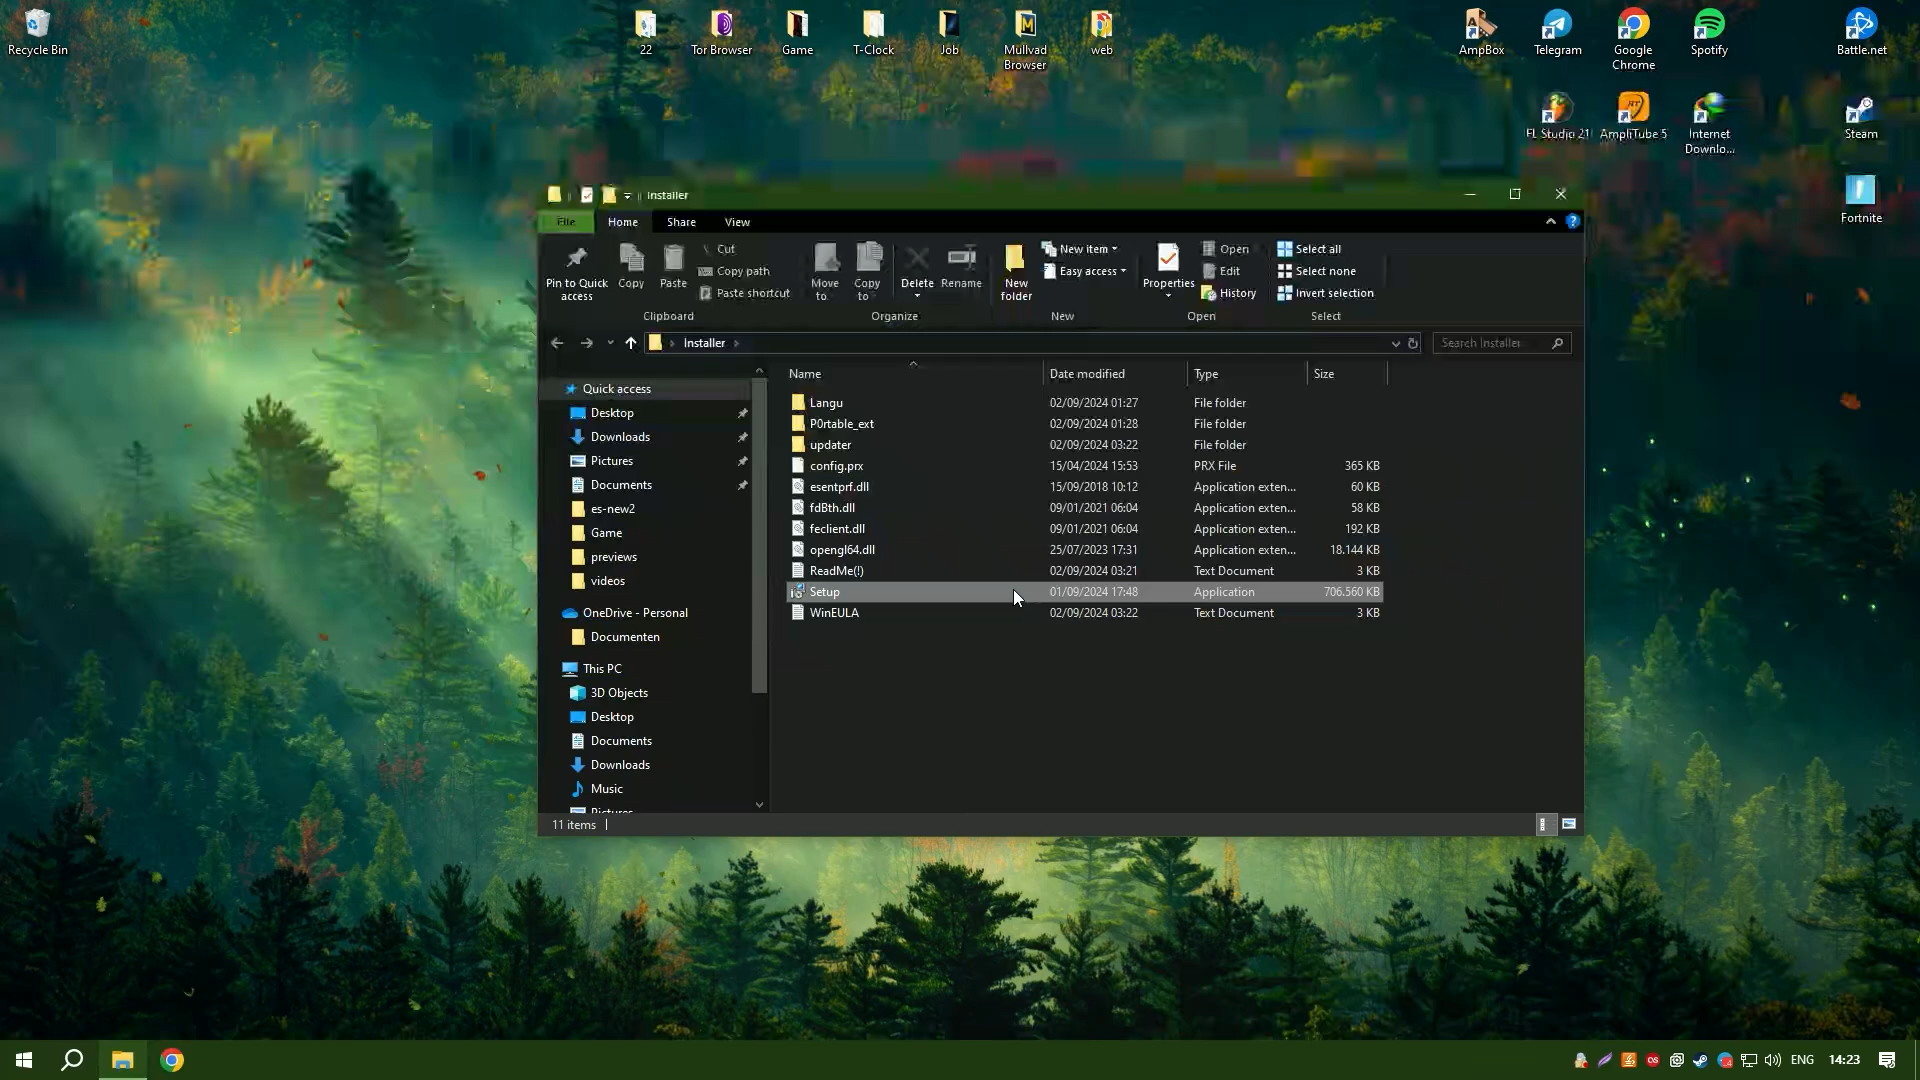 Recycle Bin
22
Tor Browser
Game
T-Clock
Job
Mullvad
Browser
web
AmpBox
Telegram
Google
Chrome
Spotify
Battle.net
FL Studio 21
AmpliTube 5
Internet
Downlo...
Steam
Fortnite
Installer
File
Home
Share
View
Pin to Quick
access
Copy
Paste
Cut
Copy path
Paste shortcut
Clipboard
Move
to
Copy
to
Delete
Rename
Organize
New
folder
New item
Easy access
New
Properties
Open
Edit
History
Open
Select all
Select none
Invert selection
Select
Installer
Search Installer
Quick access
Desktop
Downloads
Pictures
Documents
es-new2
Game
previews
videos
OneDrive - Personal
Documenten
This PC
3D Objects
Desktop
Documents
Downloads
Music
Pictures
Name Date modified Type Size
Langu 02/09/2024 01:27 File folder
P0rtable_ext 02/09/2024 01:28 File folder
updater 02/09/2024 03:22 File folder
config.prx 15/04/2024 15:53 PRX File 365 KB
esentprf.dll 15/09/2018 10:12 Application exten... 60 KB
fdBth.dll 09/01/2021 06:04 Application exten... 58 KB
feclient.dll 09/01/2021 06:04 Application exten... 192 KB
opengl64.dll 25/07/2023 17:31 Application exten... 18.144 KB
ReadMe(!) 02/09/2024 03:21 Text Document 3 KB
Setup 01/09/2024 17:48 Application 706.560 KB
WinEULA 02/09/2024 03:22 Text Document 3 KB
11 items
ENG
14:23